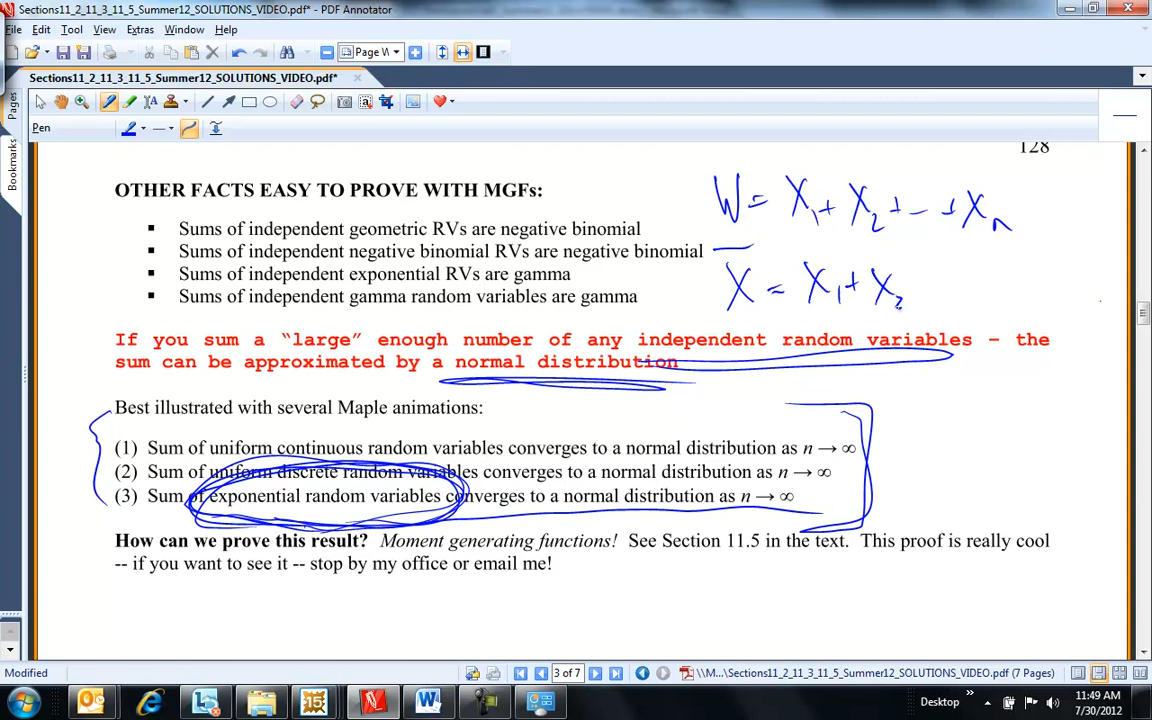 Sections11_2_11_3_11_5_Summer12_SOLUTIONS_VIDEO.pdf* - PDF Annotator
File Edit Tool View Extras Window Help
Page W
Sections11_2_11_3_11_5_Summer12_SOLUTIONS_VIDEO.pdf*
Pen
Pages
Bookmarks
128
OTHER FACTS EASY TO PROVE WITH MGFs:
W = X1 + X2 + -- + Xn
▪ Sums of independent geometric RVs are negative binomial
▪ Sums of independent negative binomial RVs are negative binomial
▪ Sums of independent exponential RVs are gamma
▪ Sums of independent gamma random variables are gamma
X̄ = X1 + X2
If you sum a “large” enough number of any independent random variables – the
sum can be approximated by a normal distribution
Best illustrated with several Maple animations:
(1) Sum of uniform continuous random variables converges to a normal distribution as n → ∞
(2) Sum of uniform discrete random variables converges to a normal distribution as n → ∞
(3) Sum of exponential random variables converges to a normal distribution as n → ∞
How can we prove this result? Moment generating functions! See Section 11.5 in the text. This proof is really cool
-- if you want to see it -- stop by my office or email me!
Modified
3 of 7
\\M...\Sections11_2_11_3_11_5_Summer12_SOLUTIONS_VIDEO.pdf (7 Pages)
Desktop
11:49 AM
7/30/2012